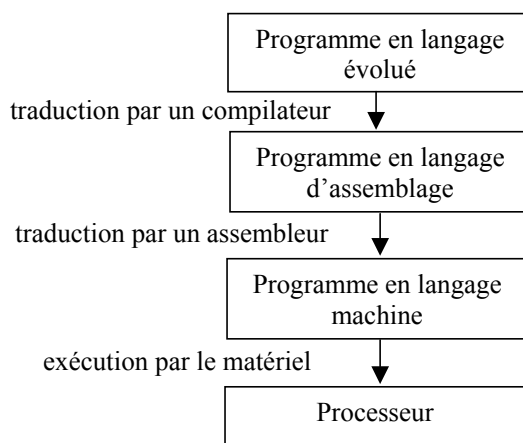 Programme en langage
évolué
traduction par un compilateur
Programme en langage
d’assemblage
traduction par un assembleur
Programme en langage
machine
exécution par le matériel
Processeur